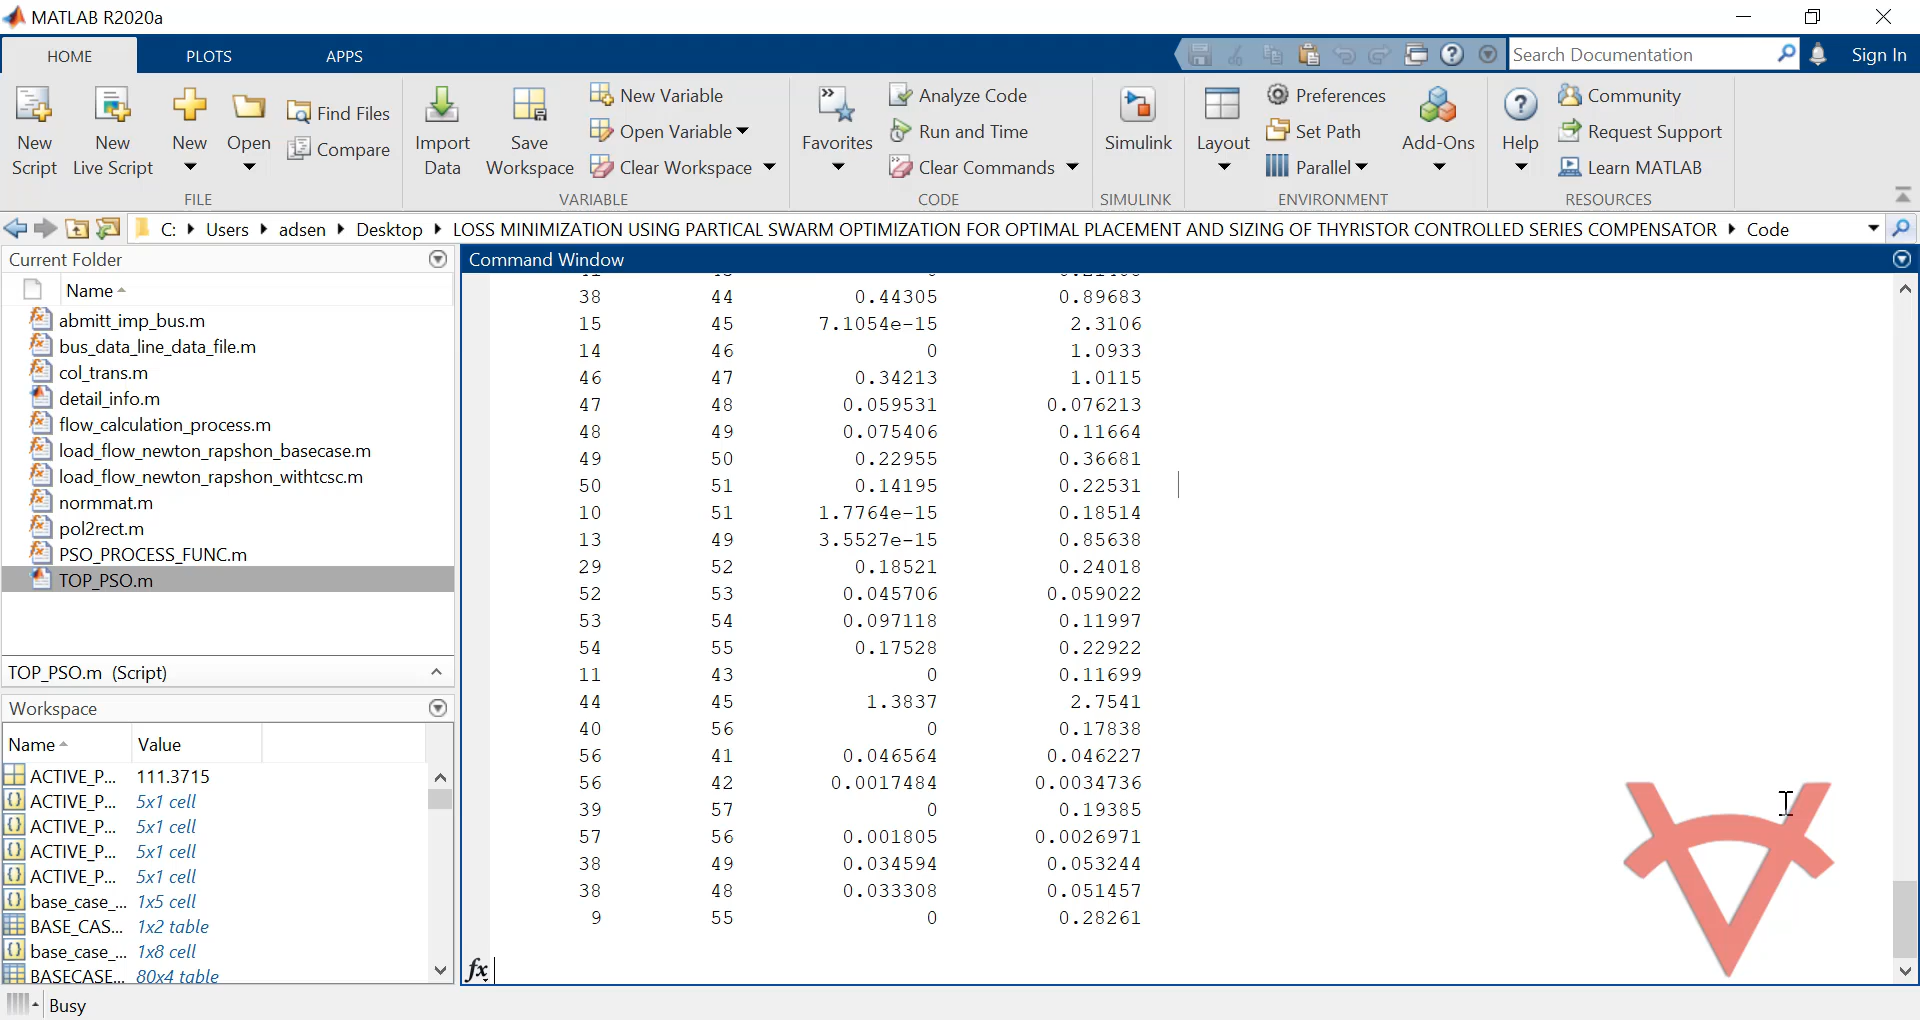 MATLAB R2020a
HOME PLOTS APPS Search Documentation Sign In
New Script
New Live Script
New
Open
Find Files
Compare
FILE
Import Data
Save Workspace
New Variable
Open Variable
Clear Workspace
VARIABLE
Favorites
Analyze Code
Run and Time
Clear Commands
CODE
Simulink
SIMULINK
Layout
Preferences
Set Path
Parallel
Add-Ons
ENVIRONMENT
Help
Community
Request Support
Learn MATLAB
RESOURCES
C: Users adsen Desktop LOSS MINIMIZATION USING PARTICAL SWARM OPTIMIZATION FOR OPTIMAL PLACEMENT AND SIZING OF THYRISTOR CONTROLLED SERIES COMPENSATOR Code
Current Folder
Name
abmitt_imp_bus.m
bus_data_line_data_file.m
col_trans.m
detail_info.m
flow_calculation_process.m
load_flow_newton_rapshon_basecase.m
load_flow_newton_rapshon_withtcsc.m
normmat.m
pol2rect.m
PSO_PROCESS_FUNC.m
TOP_PSO.m
TOP_PSO.m (Script)
Workspace
Name Value
ACTIVE_P... 111.3715
ACTIVE_P... 5x1 cell
ACTIVE_P... 5x1 cell
ACTIVE_P... 5x1 cell
ACTIVE_P... 5x1 cell
base_case_... 1x5 cell
BASE_CAS... 1x2 table
base_case_... 1x8 cell
BASECASE... 80x4 table
Command Window
38 44 0.44305 0.89683
15 45 7.1054e-15 2.3106
14 46 0 1.0933
46 47 0.34213 1.0115
47 48 0.059531 0.076213
48 49 0.075406 0.11664
49 50 0.22955 0.36681
50 51 0.14195 0.22531
10 51 1.7764e-15 0.18514
13 49 3.5527e-15 0.85638
29 52 0.18521 0.24018
52 53 0.045706 0.059022
53 54 0.097118 0.11997
54 55 0.17528 0.22922
11 43 0 0.11699
44 45 1.3837 2.7541
40 56 0 0.17838
56 41 0.046564 0.046227
56 42 0.0017484 0.0034736
39 57 0 0.19385
57 56 0.001805 0.0026971
38 49 0.034594 0.053244
38 48 0.033308 0.051457
9 55 0 0.28261
fx
Busy